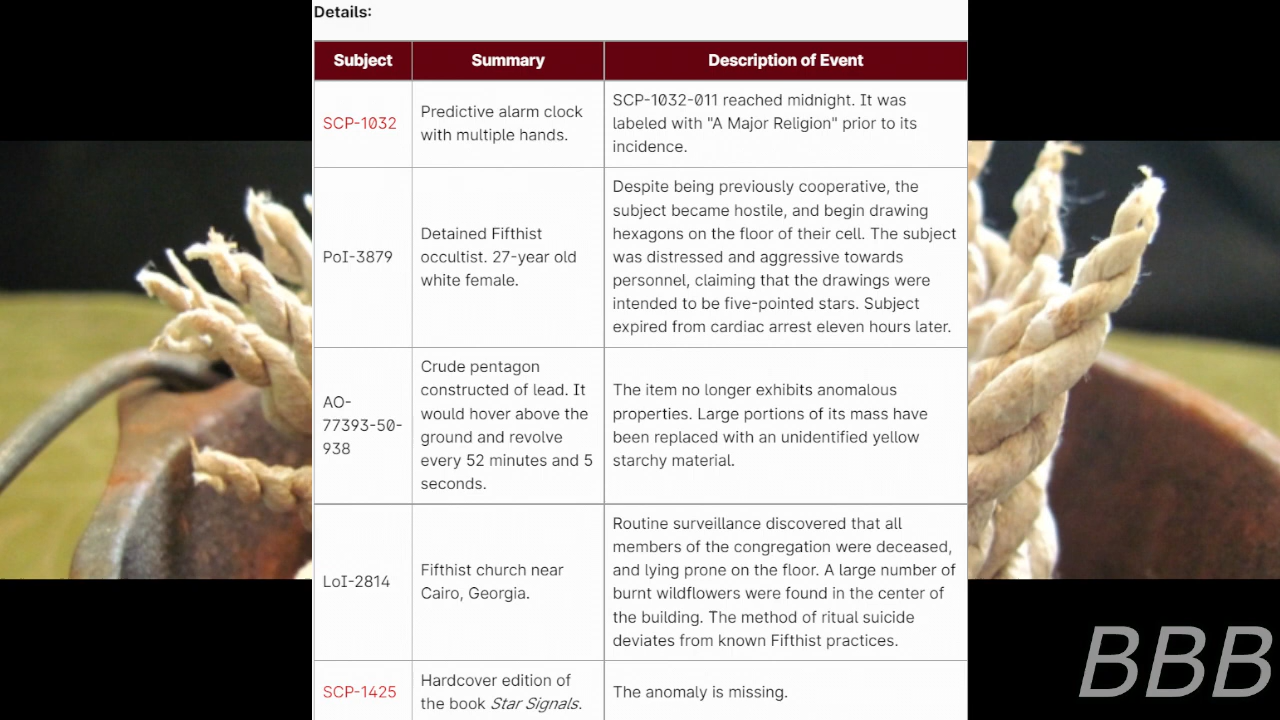 Details:
Subject
Summary
Description of Event
SCP-1032
Predictive alarm clock
with multiple hands.
SCP-1032-011 reached midnight. It was
labeled with "A Major Religion" prior to its
incidence.
PoI-3879
Detained Fifthist
occultist. 27-year old
white female.
Despite being previously cooperative, the
subject became hostile, and begin drawing
hexagons on the floor of their cell. The subject
was distressed and aggressive towards
personnel, claiming that the drawings were
intended to be five-pointed stars. Subject
expired from cardiac arrest eleven hours later.
AO-
77393-50-
938
Crude pentagon
constructed of lead. It
would hover above the
ground and revolve
every 52 minutes and 5
seconds.
The item no longer exhibits anomalous
properties. Large portions of its mass have
been replaced with an unidentified yellow
starchy material.
LoI-2814
Fifthist church near
Cairo, Georgia.
Routine surveillance discovered that all
members of the congregation were deceased,
and lying prone on the floor. A large number of
burnt wildflowers were found in the center of
the building. The method of ritual suicide
deviates from known Fifthist practices.
SCP-1425
Hardcover edition of
the book Star Signals.
The anomaly is missing.
BBB